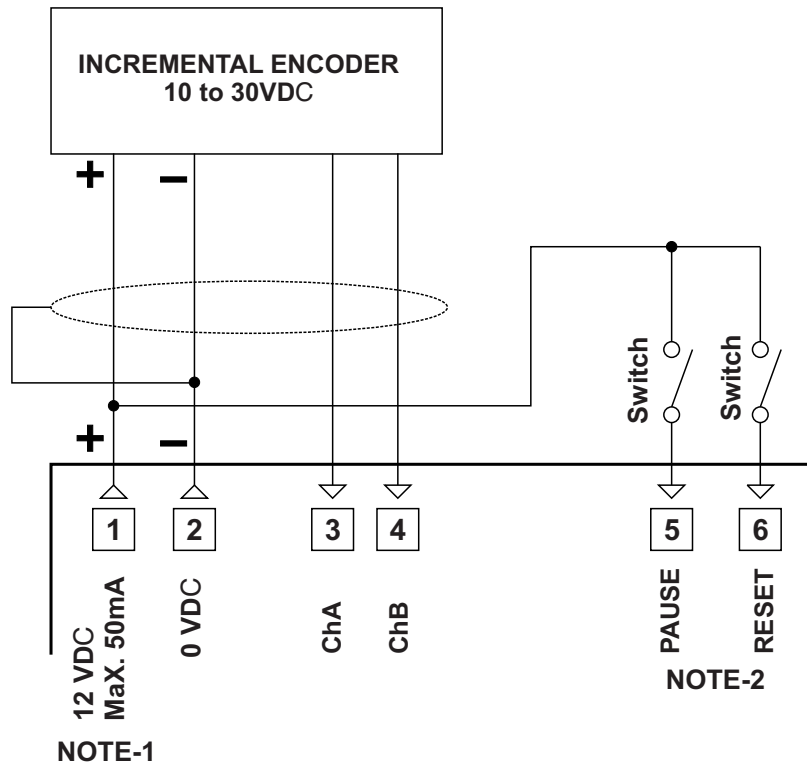 INCREMENTAL ENCODER
10 to 30VDC
+
–
Switch
Switch
+
–
1
2
3
4
5
6
12 VDC
MaX. 50mA
0 VDC
ChA
ChB
PAUSE
RESET
NOTE-2
NOTE-1